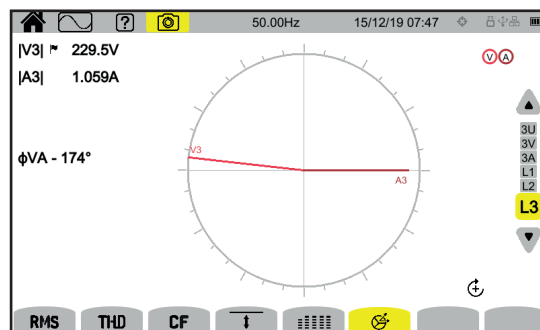 ? 50.00Hz 15/12/19 07:47
|V3| 229.5V
|A3| 1.059A
V A
3U
3V
3A
L1
L2
L3
V3
A3
ϕVA - 174°
RMS THD CF